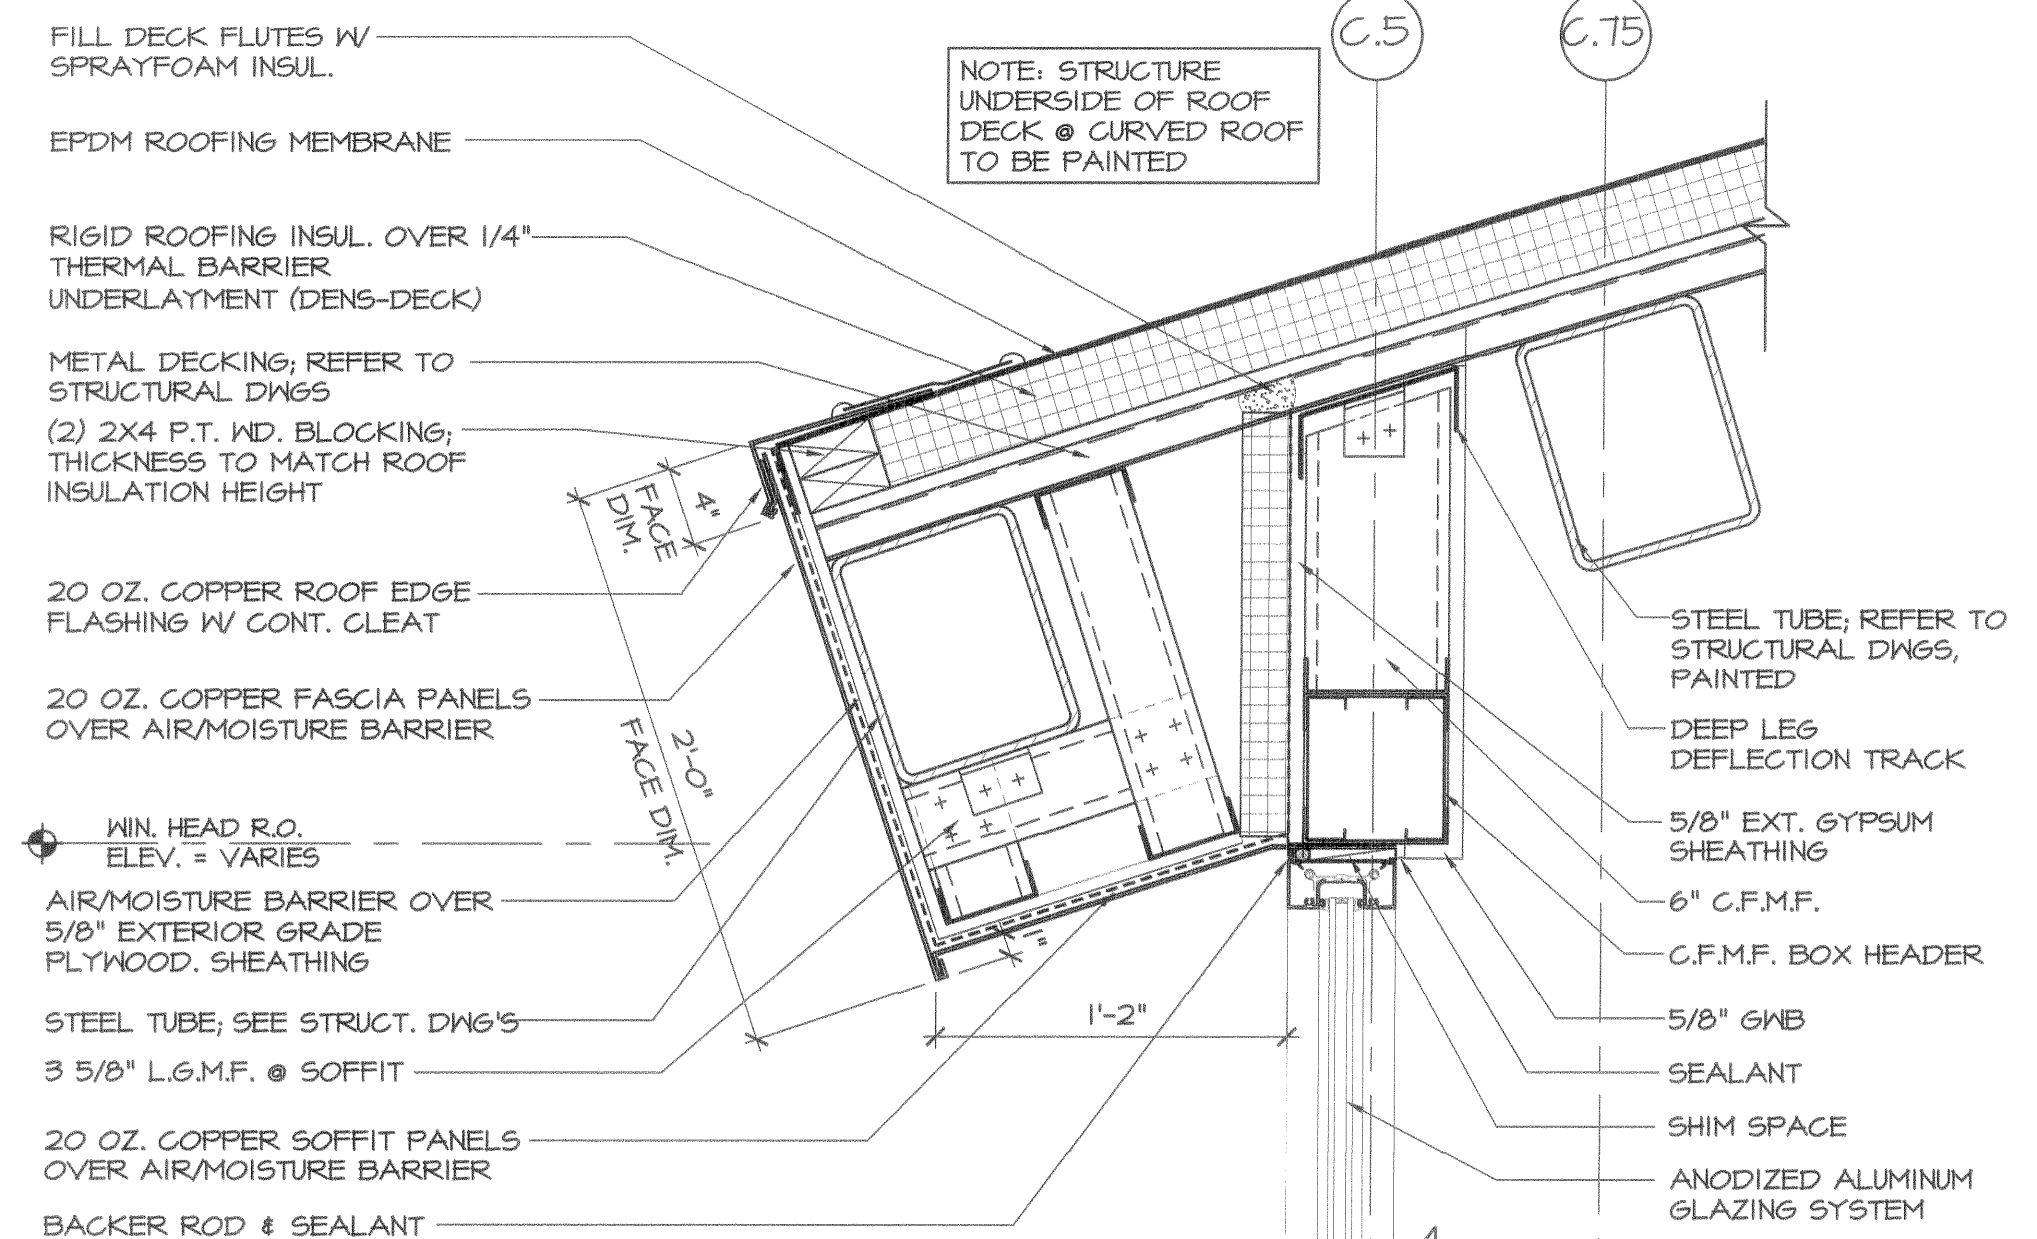 FILL DECK FLUTES W/
SPRAYFOAM INSUL.
EPDM ROOFING MEMBRANE
RIGID ROOFING INSUL. OVER 1/4"
THERMAL BARRIER
UNDERLAYMENT (DENS-DECK)
METAL DECKING; REFER TO
STRUCTURAL DWGS
(2) 2X4 P.T. WD. BLOCKING;
THICKNESS TO MATCH ROOF
INSULATION HEIGHT
20 OZ. COPPER ROOF EDGE
FLASHING W/ CONT. CLEAT
20 OZ. COPPER FASCIA PANELS
OVER AIR/MOISTURE BARRIER
WIN. HEAD R.O.
ELEV. = VARIES
AIR/MOISTURE BARRIER OVER
5/8" EXTERIOR GRADE
PLYWOOD. SHEATHING
STEEL TUBE; SEE STRUCT. DWG'S
3 5/8" L.G.M.F. @ SOFFIT
20 OZ. COPPER SOFFIT PANELS
OVER AIR/MOISTURE BARRIER
BACKER ROD & SEALANT
NOTE: STRUCTURE
UNDERSIDE OF ROOF
DECK @ CURVED ROOF
TO BE PAINTED
C.5
C.75
4"
FACE
DIM.
2'-0"
FACE DIM.
1"
1'-2"
STEEL TUBE; REFER TO
STRUCTURAL DWGS,
PAINTED
DEEP LEG
DEFLECTION TRACK
5/8" EXT. GYPSUM
SHEATHING
6" C.F.M.F.
C.F.M.F. BOX HEADER
5/8" GWB
SEALANT
SHIM SPACE
ANODIZED ALUMINUM
GLAZING SYSTEM